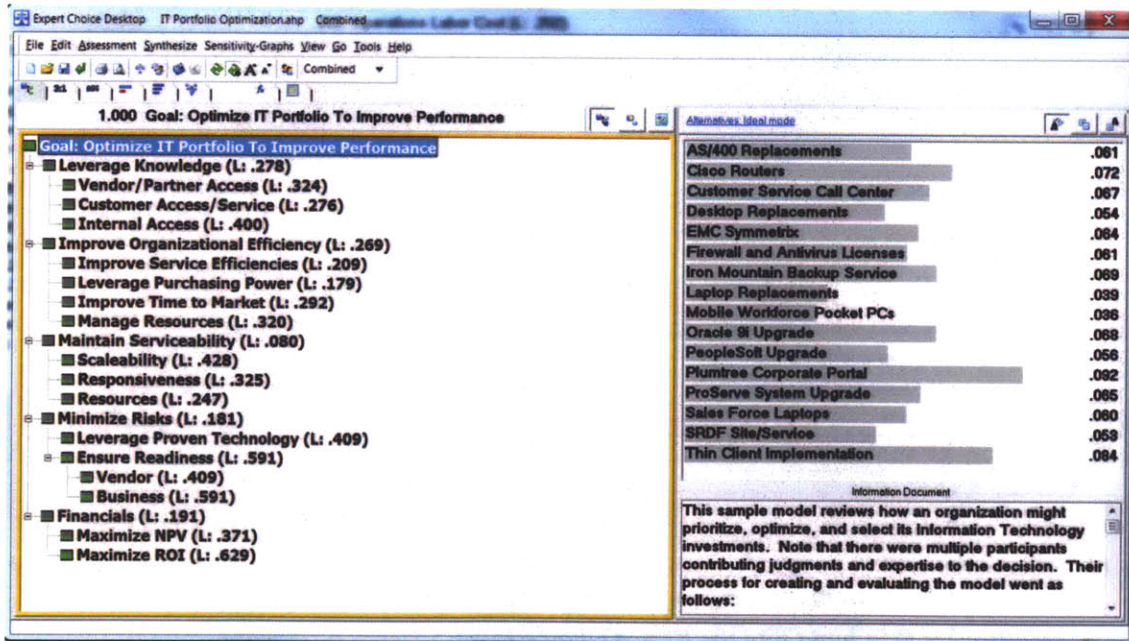 Expert Choice Desktop IT Portfolio Optimization.ahp Combined
File Edit Assessment Synthesize Sensitivity-Graphs View Go Tools Help
Combined
1.000 Goal: Optimize IT Portfolio To Improve Performance
Goal: Optimize IT Portfolio To Improve Performance
Leverage Knowledge (L: .278)
Vendor/Partner Access (L: .324)
Customer Access/Service (L: .276)
Internal Access (L: .400)
Improve Organizational Efficiency (L: .269)
Improve Service Efficiencies (L: .209)
Leverage Purchasing Power (L: .179)
Improve Time to Market (L: .292)
Manage Resources (L: .320)
Maintain Serviceability (L: .080)
Scaleability (L: .428)
Responsiveness (L: .325)
Resources (L: .247)
Minimize Risks (L: .181)
Leverage Proven Technology (L: .409)
Ensure Readiness (L: .591)
Vendor (L: .409)
Business (L: .591)
Financials (L: .191)
Maximize NPV (L: .371)
Maximize ROI (L: .629)
Alternatives: Ideal mode
AS/400 Replacements .061
Cisco Routers .072
Customer Service Call Center .067
Desktop Replacements .054
EMC Symmetrix .064
Firewall and Antivirus Licenses .061
Iron Mountain Backup Service .069
Laptop Replacements .039
Mobile Workforce Pocket PCs .036
Oracle 9i Upgrade .068
PeopleSoft Upgrade .056
Plumtree Corporate Portal .092
ProServe System Upgrade .065
Sales Force Laptops .060
SRDF Site/Service .053
Thin Client Implementation .084
Information Document
This sample model reviews how an organization might
prioritize, optimize, and select its Information Technology
investments. Note that there were multiple participants
contributing judgments and expertise to the decision. Their
process for creating and evaluating the model went as
follows: